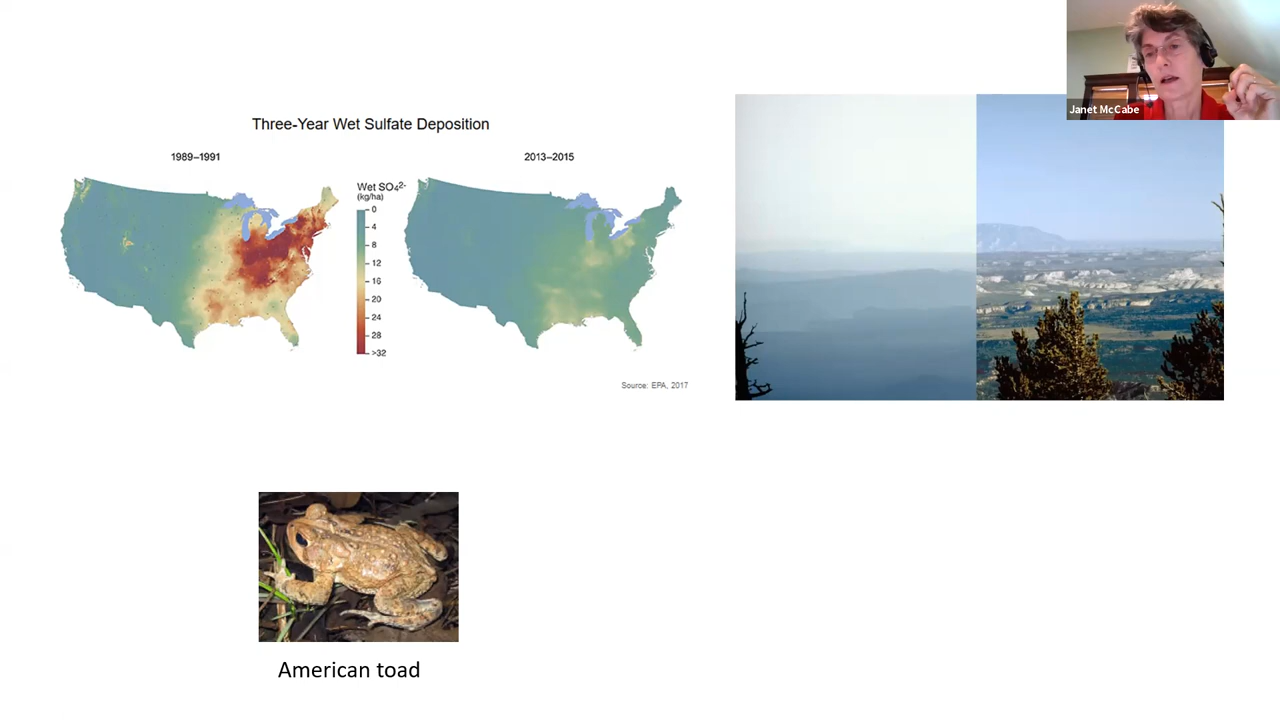 Janet McCabe
Three-Year Wet Sulfate Deposition
1989–1991
2013–2015
Wet SO₄²⁻
(kg/ha)
0
4
8
12
16
20
24
28
>32
Source: EPA, 2017
American toad